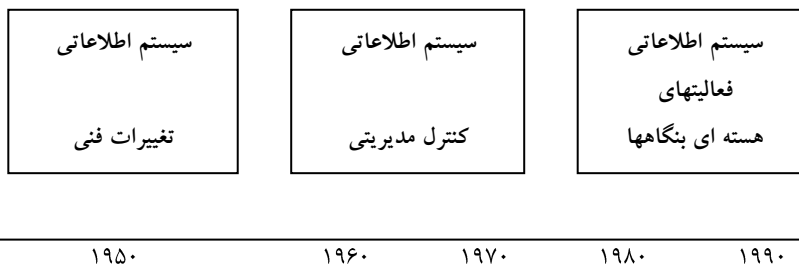 سیستم اطلاعاتی
تغییرات فنی
سیستم اطلاعاتی
کنترل مدیریتی
سیستم اطلاعاتی
فعالیتهای
هسته ای بنگاهها
۱۹۵۰ ۱۹۶۰ ۱۹۷۰ ۱۹۸۰ ۱۹۹۰